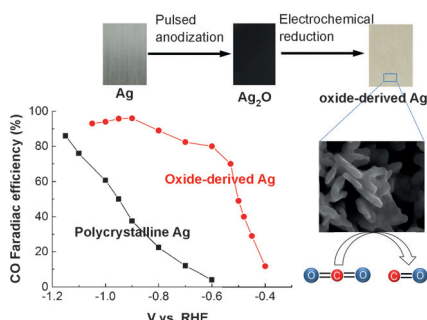 Pulsed
anodization
Electrochemical
reduction
Ag
Ag2O
oxide-derived Ag
CO Faradiac efficiency (%)
100
80
60
40
20
0
Oxide-derived Ag
Polycrystalline Ag
-1.2 -1.0 -0.8 -0.6 -0.4
V vs. RHE
O C O C O